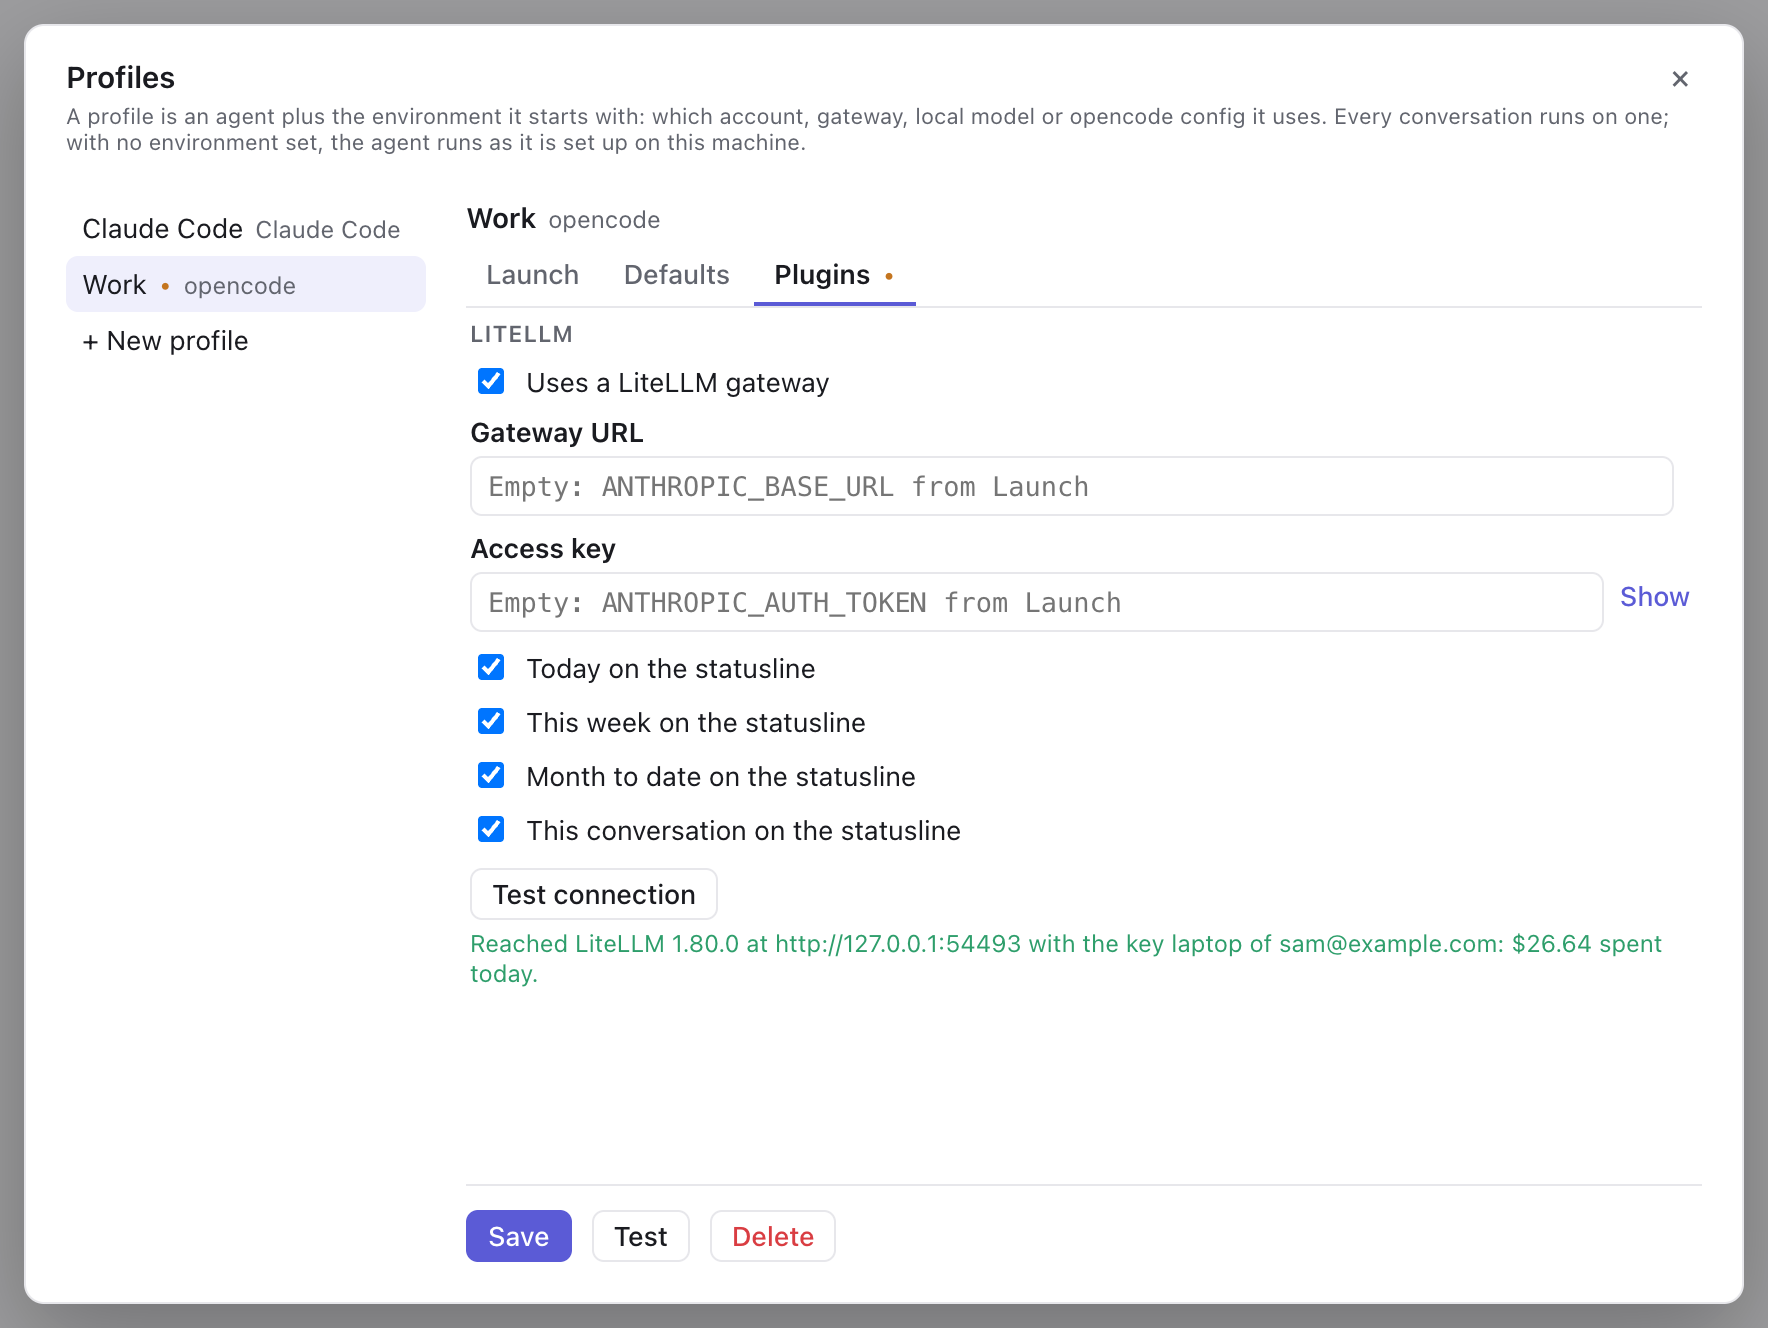 Profiles
×
A profile is an agent plus the environment it starts with: which account, gateway, local model or opencode config it uses. Every conversation runs on one;
with no environment set, the agent runs as it is set up on this machine.
Claude Code Claude Code
Work • opencode
+ New profile
Work opencode
Launch Defaults Plugins •
LITELLM
Uses a LiteLLM gateway
Gateway URL
Empty: ANTHROPIC_BASE_URL from Launch
Access key
Empty: ANTHROPIC_AUTH_TOKEN from Launch
Show
Today on the statusline
This week on the statusline
Month to date on the statusline
This conversation on the statusline
Test connection
Reached LiteLLM 1.80.0 at http://127.0.0.1:54493 with the key laptop of sam@example.com: $26.64 spent
today.
Save Test Delete